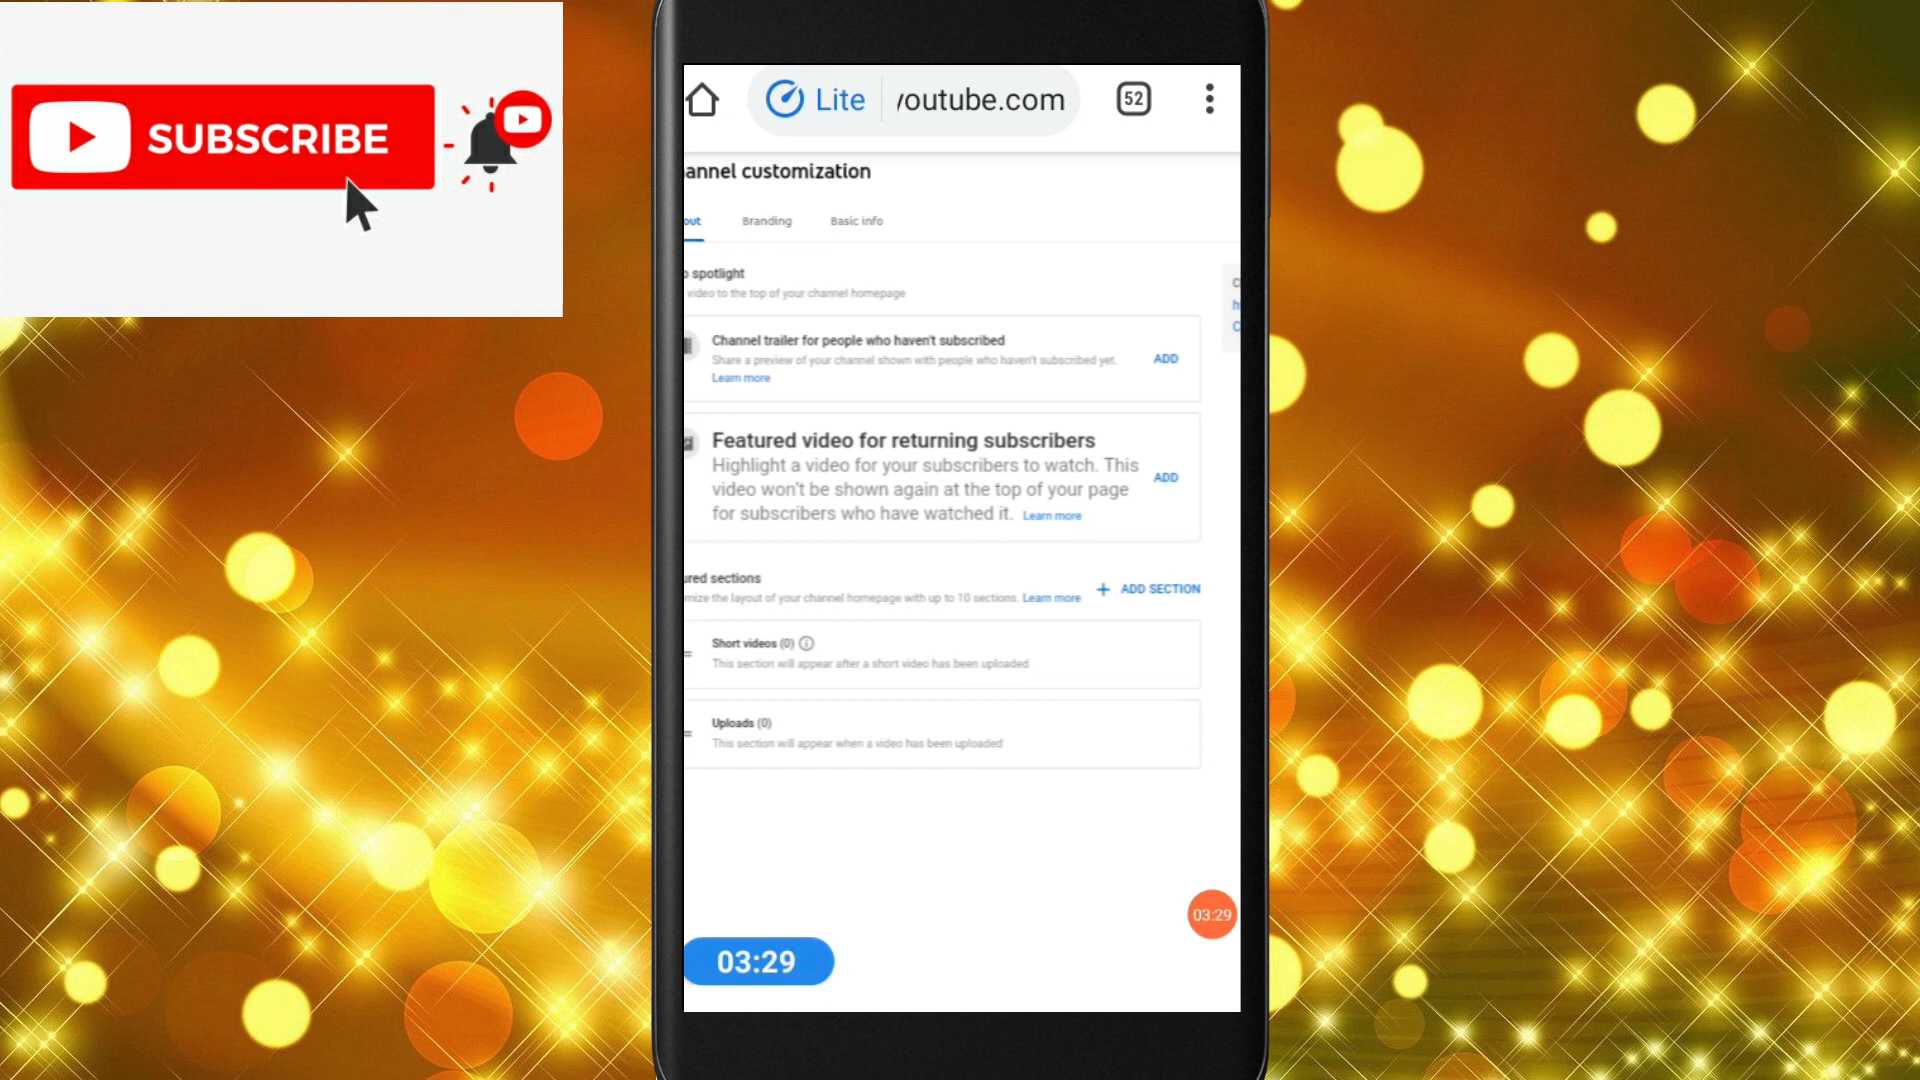 SUBSCRIBE
Lite
youtube.com
52
annel customization
out
Branding
Basic info
o spotlight
video to the top of your channel homepage
Channel trailer for people who haven't subscribed
Share a preview of your channel shown with people who haven't subscribed yet.
Learn more
ADD
Featured video for returning subscribers
Highlight a video for your subscribers to watch. This
video won't be shown again at the top of your page
for subscribers who have watched it. Learn more
ADD
ured sections
mize the layout of your channel homepage with up to 10 sections. Learn more
+ ADD SECTION
Short videos (0)
This section will appear after a short video has been uploaded
Uploads (0)
This section will appear when a video has been uploaded
03:29
03:29